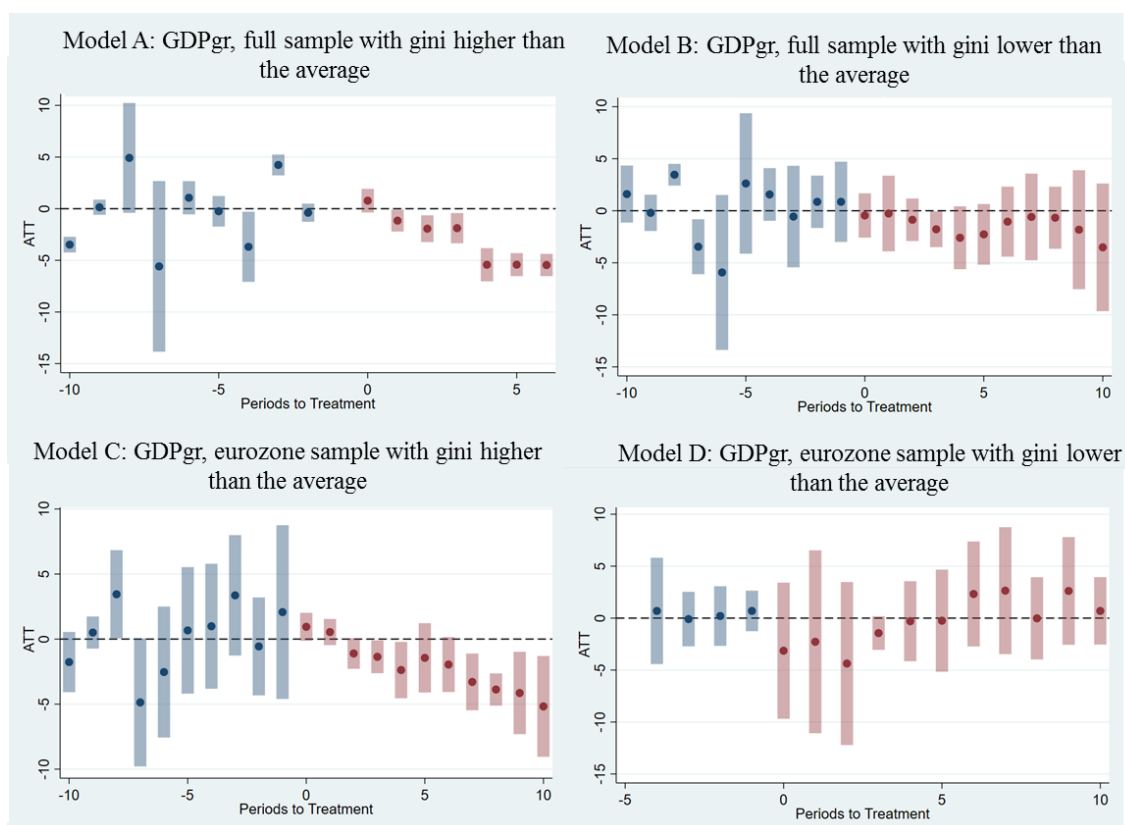 Model A: GDPgr, full sample with gini higher than
the average
10
5
0
-5
-10
-15
ATT
-10
-5
0
5
Periods to Treatment
Model B: GDPgr, full sample with gini lower than
the average
10
5
0
-5
-10
-15
ATT
-10
-5
0
5
10
Periods to Treatment
Model C: GDPgr, eurozone sample with gini higher
than the average
10
5
0
-5
-10
ATT
-10
-5
0
5
10
Periods to Treatment
Model D: GDPgr, eurozone sample with gini lower
than the average
10
5
0
-5
-10
-15
ATT
-5
0
5
10
Periods to Treatment